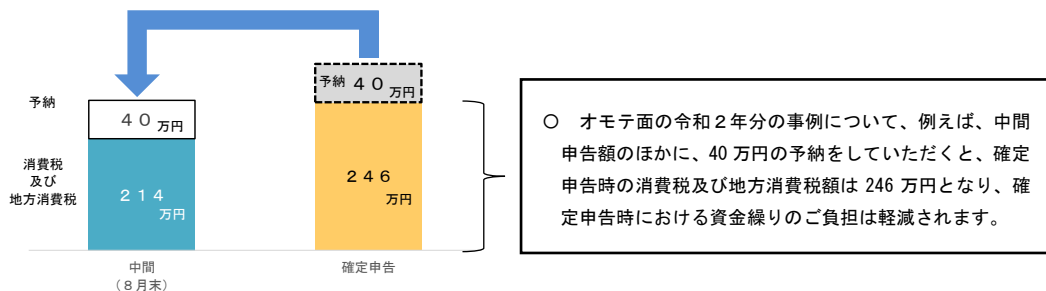 予納 ４０ 万円
予納
４０ 万円
消費税
及び
地方消費税
２１４
万円
２４６
万円
中間
（８月末）
確定申告
○　オモテ面の令和２年分の事例について、例えば、中間
申告額のほかに、40 万円の予納をしていただくと、確定
申告時の消費税及び地方消費税額は 246 万円となり、確
定申告時における資金繰りのご負担は軽減されます。